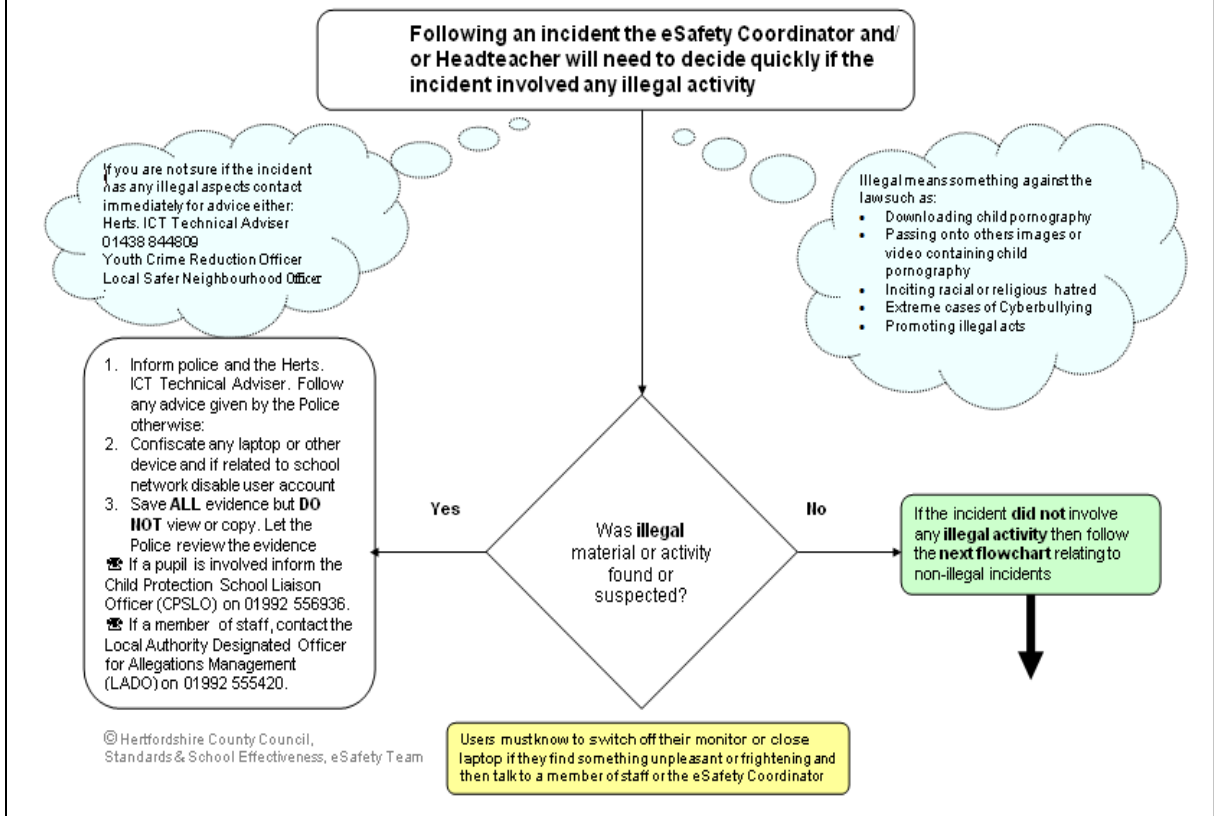 Following an incident the eSafety Coordinator and/
or Headteacher will need to decide quickly if the
incident involved any illegal activity
If you are not sure if the incident
has any illegal aspects contact
immediately for advice either:
Herts. ICT Technical Adviser
01438 844809
Youth Crime Reduction Officer
Local Safer Neighbourhood Officer
.
Illegal means something against the
law such as:
• Downloading child pornography
• Passing onto others images or
video containing child
pornography
• Inciting racial or religious hatred
• Extreme cases of Cyberbullying
• Promoting illegal acts
1. Inform police and the Herts.
ICT Technical Adviser. Follow
any advice given by the Police
otherwise:
2. Confiscate any laptop or other
device and if related to school
network disable user account
3. Save ALL evidence but DO
NOT view or copy. Let the
Police review the evidence
☎ If a pupil is involved inform the
Child Protection School Liaison
Officer (CPSLO) on 01992 556936.
☎ If a member of staff, contact the
Local Authority Designated Officer
for Allegations Management
(LADO) on 01992 555420.
Yes
Was illegal
material or activity
found or
suspected?
No
If the incident did not involve
any illegal activity then follow
the next flowchart relating to
non-illegal incidents
© Hertfordshire County Council,
Standards & School Effectiveness, eSafety Team
Users must know to switch off their monitor or close
laptop if they find something unpleasant or frightening and
then talk to a member of staff or the eSafety Coordinator